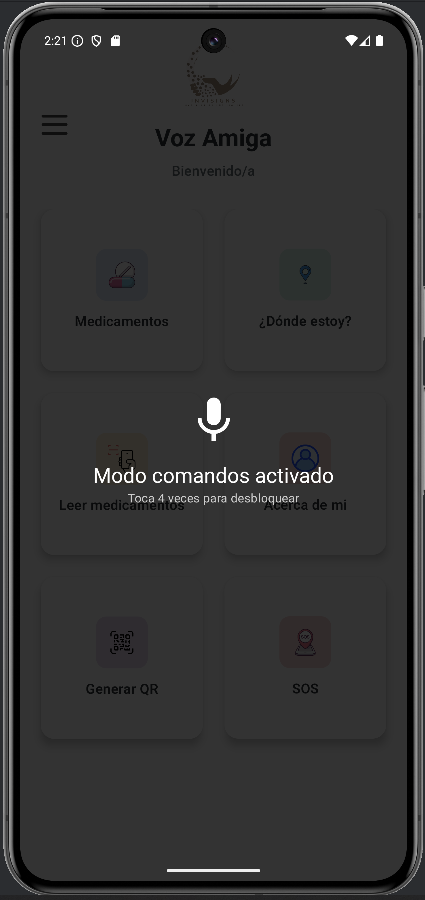 2:21
Voz Amiga
Bienvenido/a
Medicamentos
¿Dónde estoy?
Modo comandos activado
Toca 4 veces para desbloquear
Leer medicamentos
Acerca de mi
Generar QR
SOS